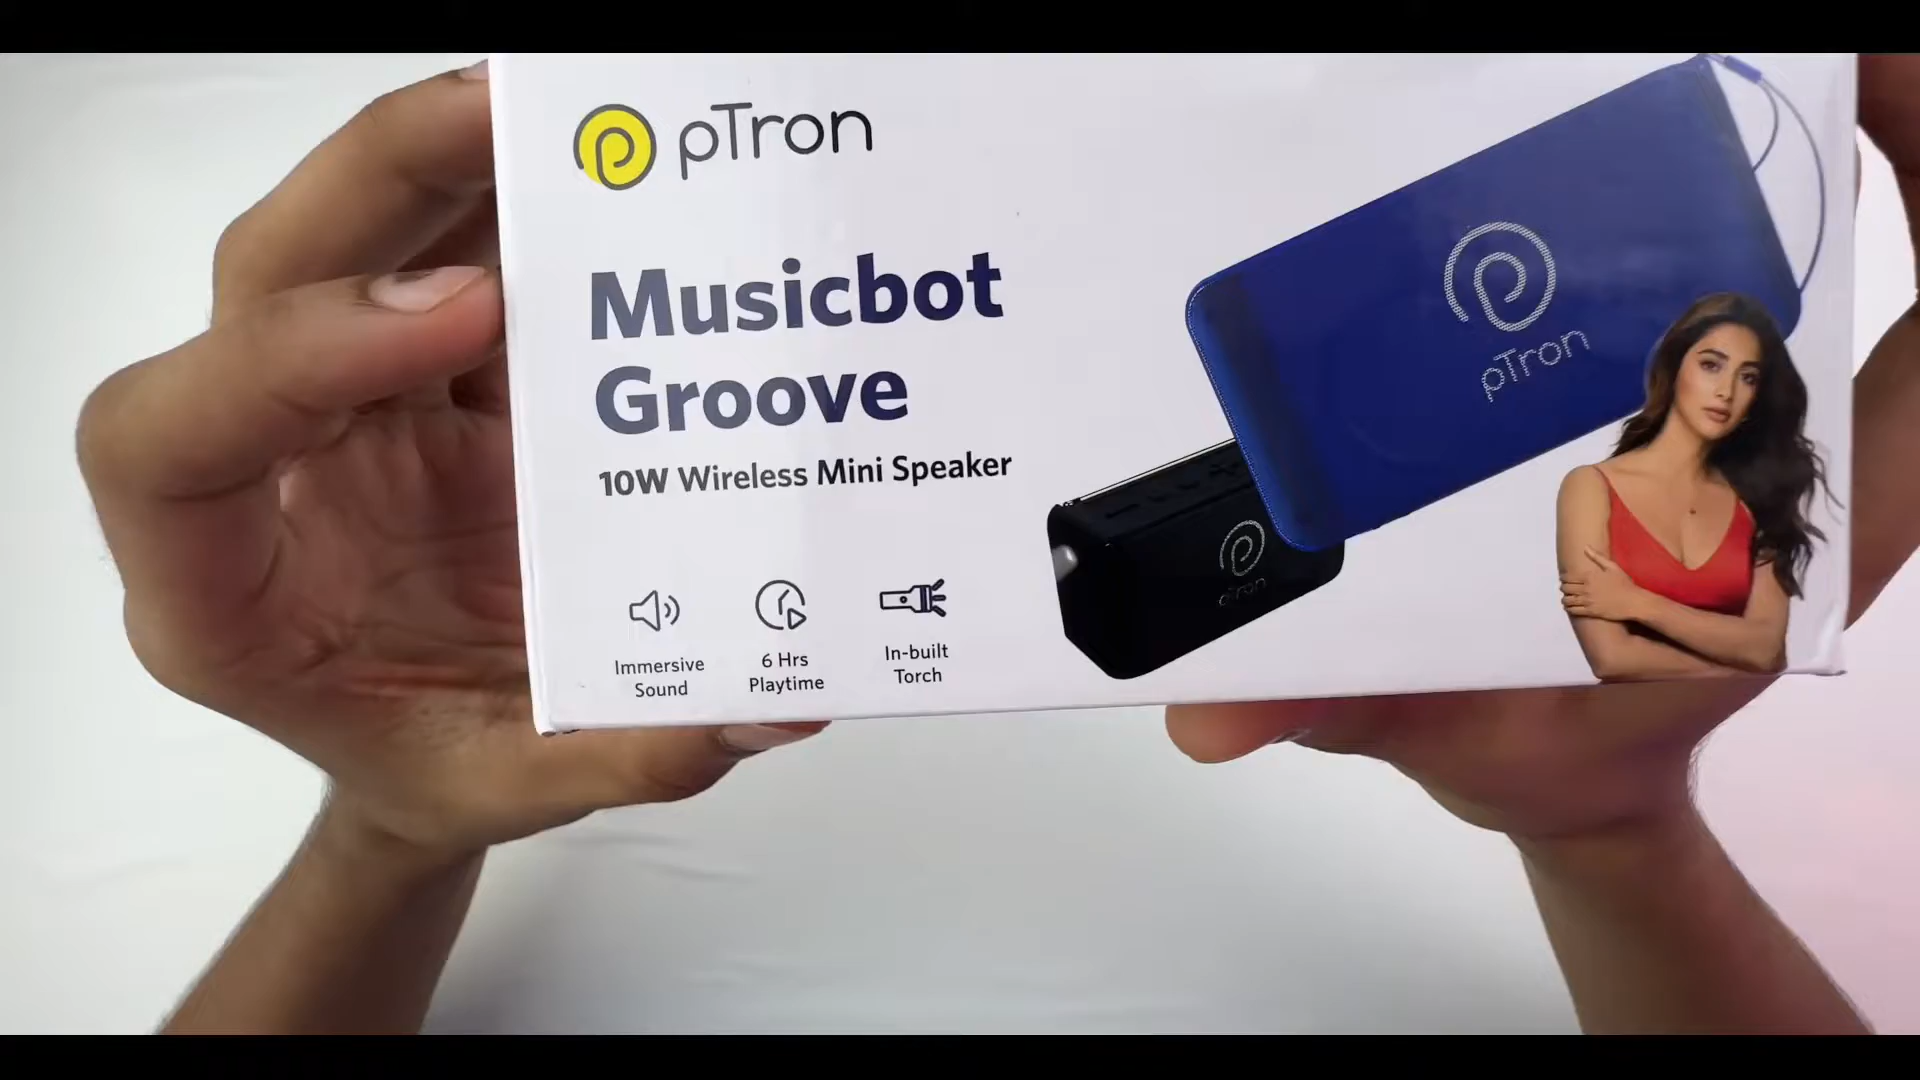 pTron
Musicbot
Groove
10W Wireless Mini Speaker
Immersive
Sound
6 Hrs
Playtime
In-built
Torch
pTron
pTron